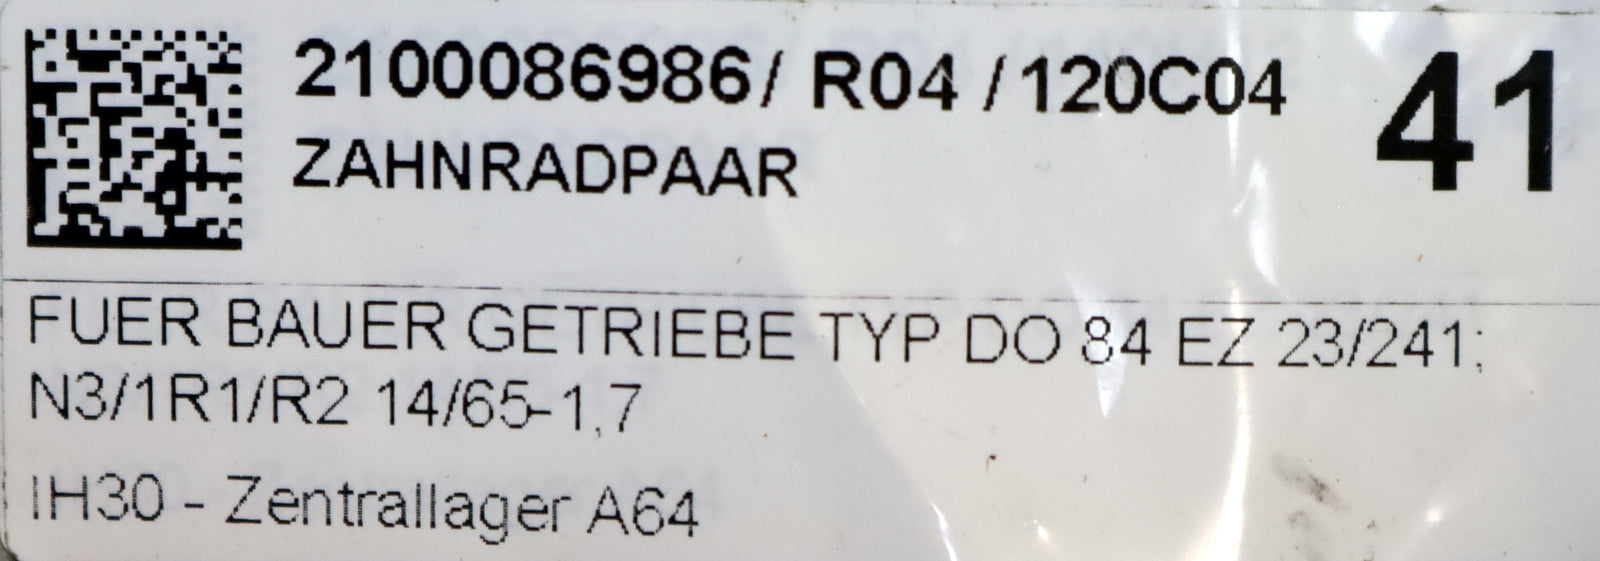 2100086986/ R04 / 120C04 41
ZAHNRADPAAR
FUER BAUER GETRIEBE TYP DO 84 EZ 23/241;
N3/1R1/R2 14/65-1,7
IH30 - Zentrallager A64